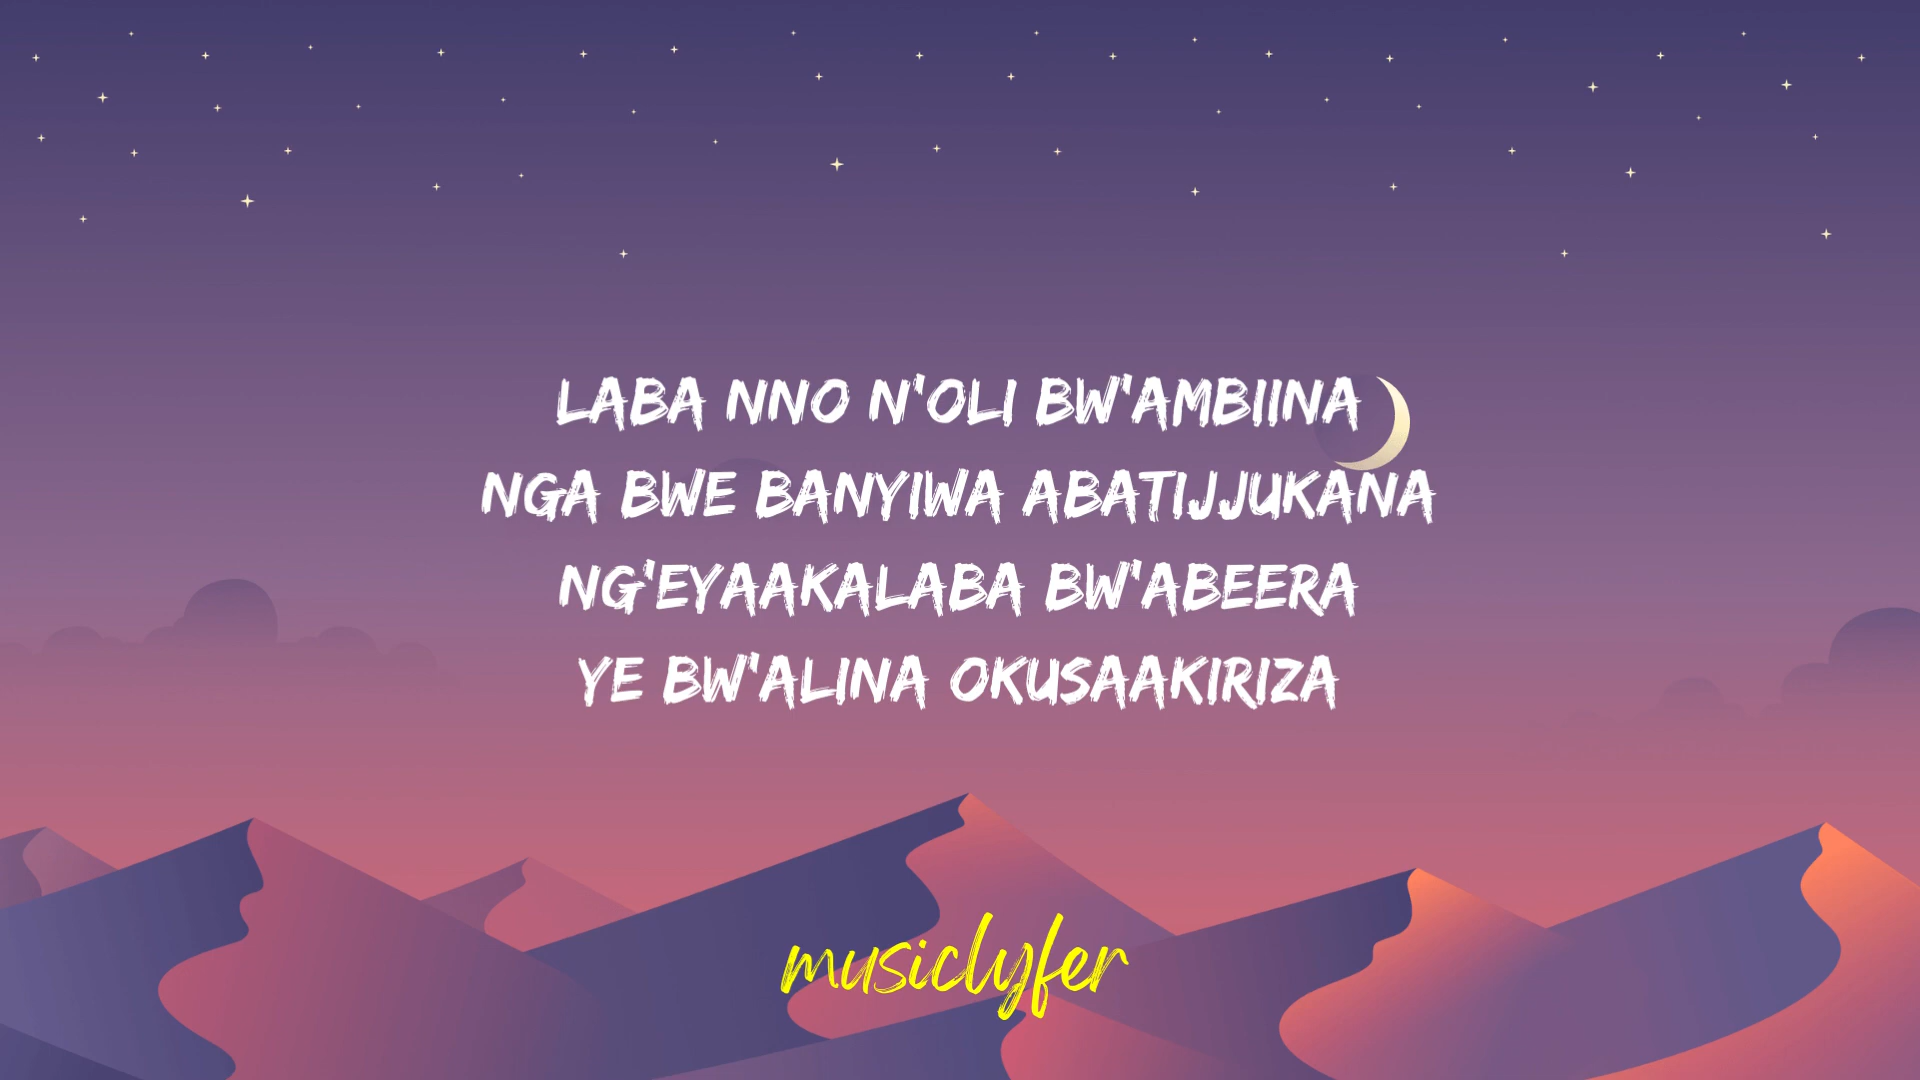 LABA NNO N'OLI BW'AMBIINA
NGA BWE BANYIWA ABATIJJUKANA
NG'EYAAKALABA BW'ABEERA
YE BW'ALINA OKUSAAKIRIZA
musiclyfer